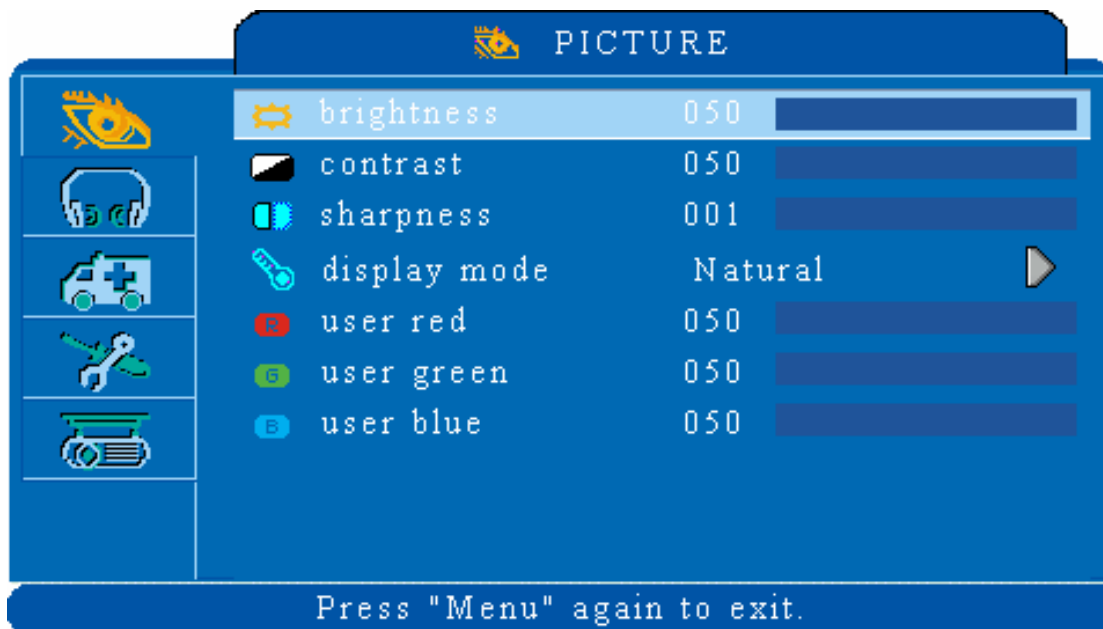 PICTURE
brightness 050
contrast 050
sharpness 001
display mode Natural
R user red 050
G user green 050
B user blue 050
Press "Menu" again to exit.